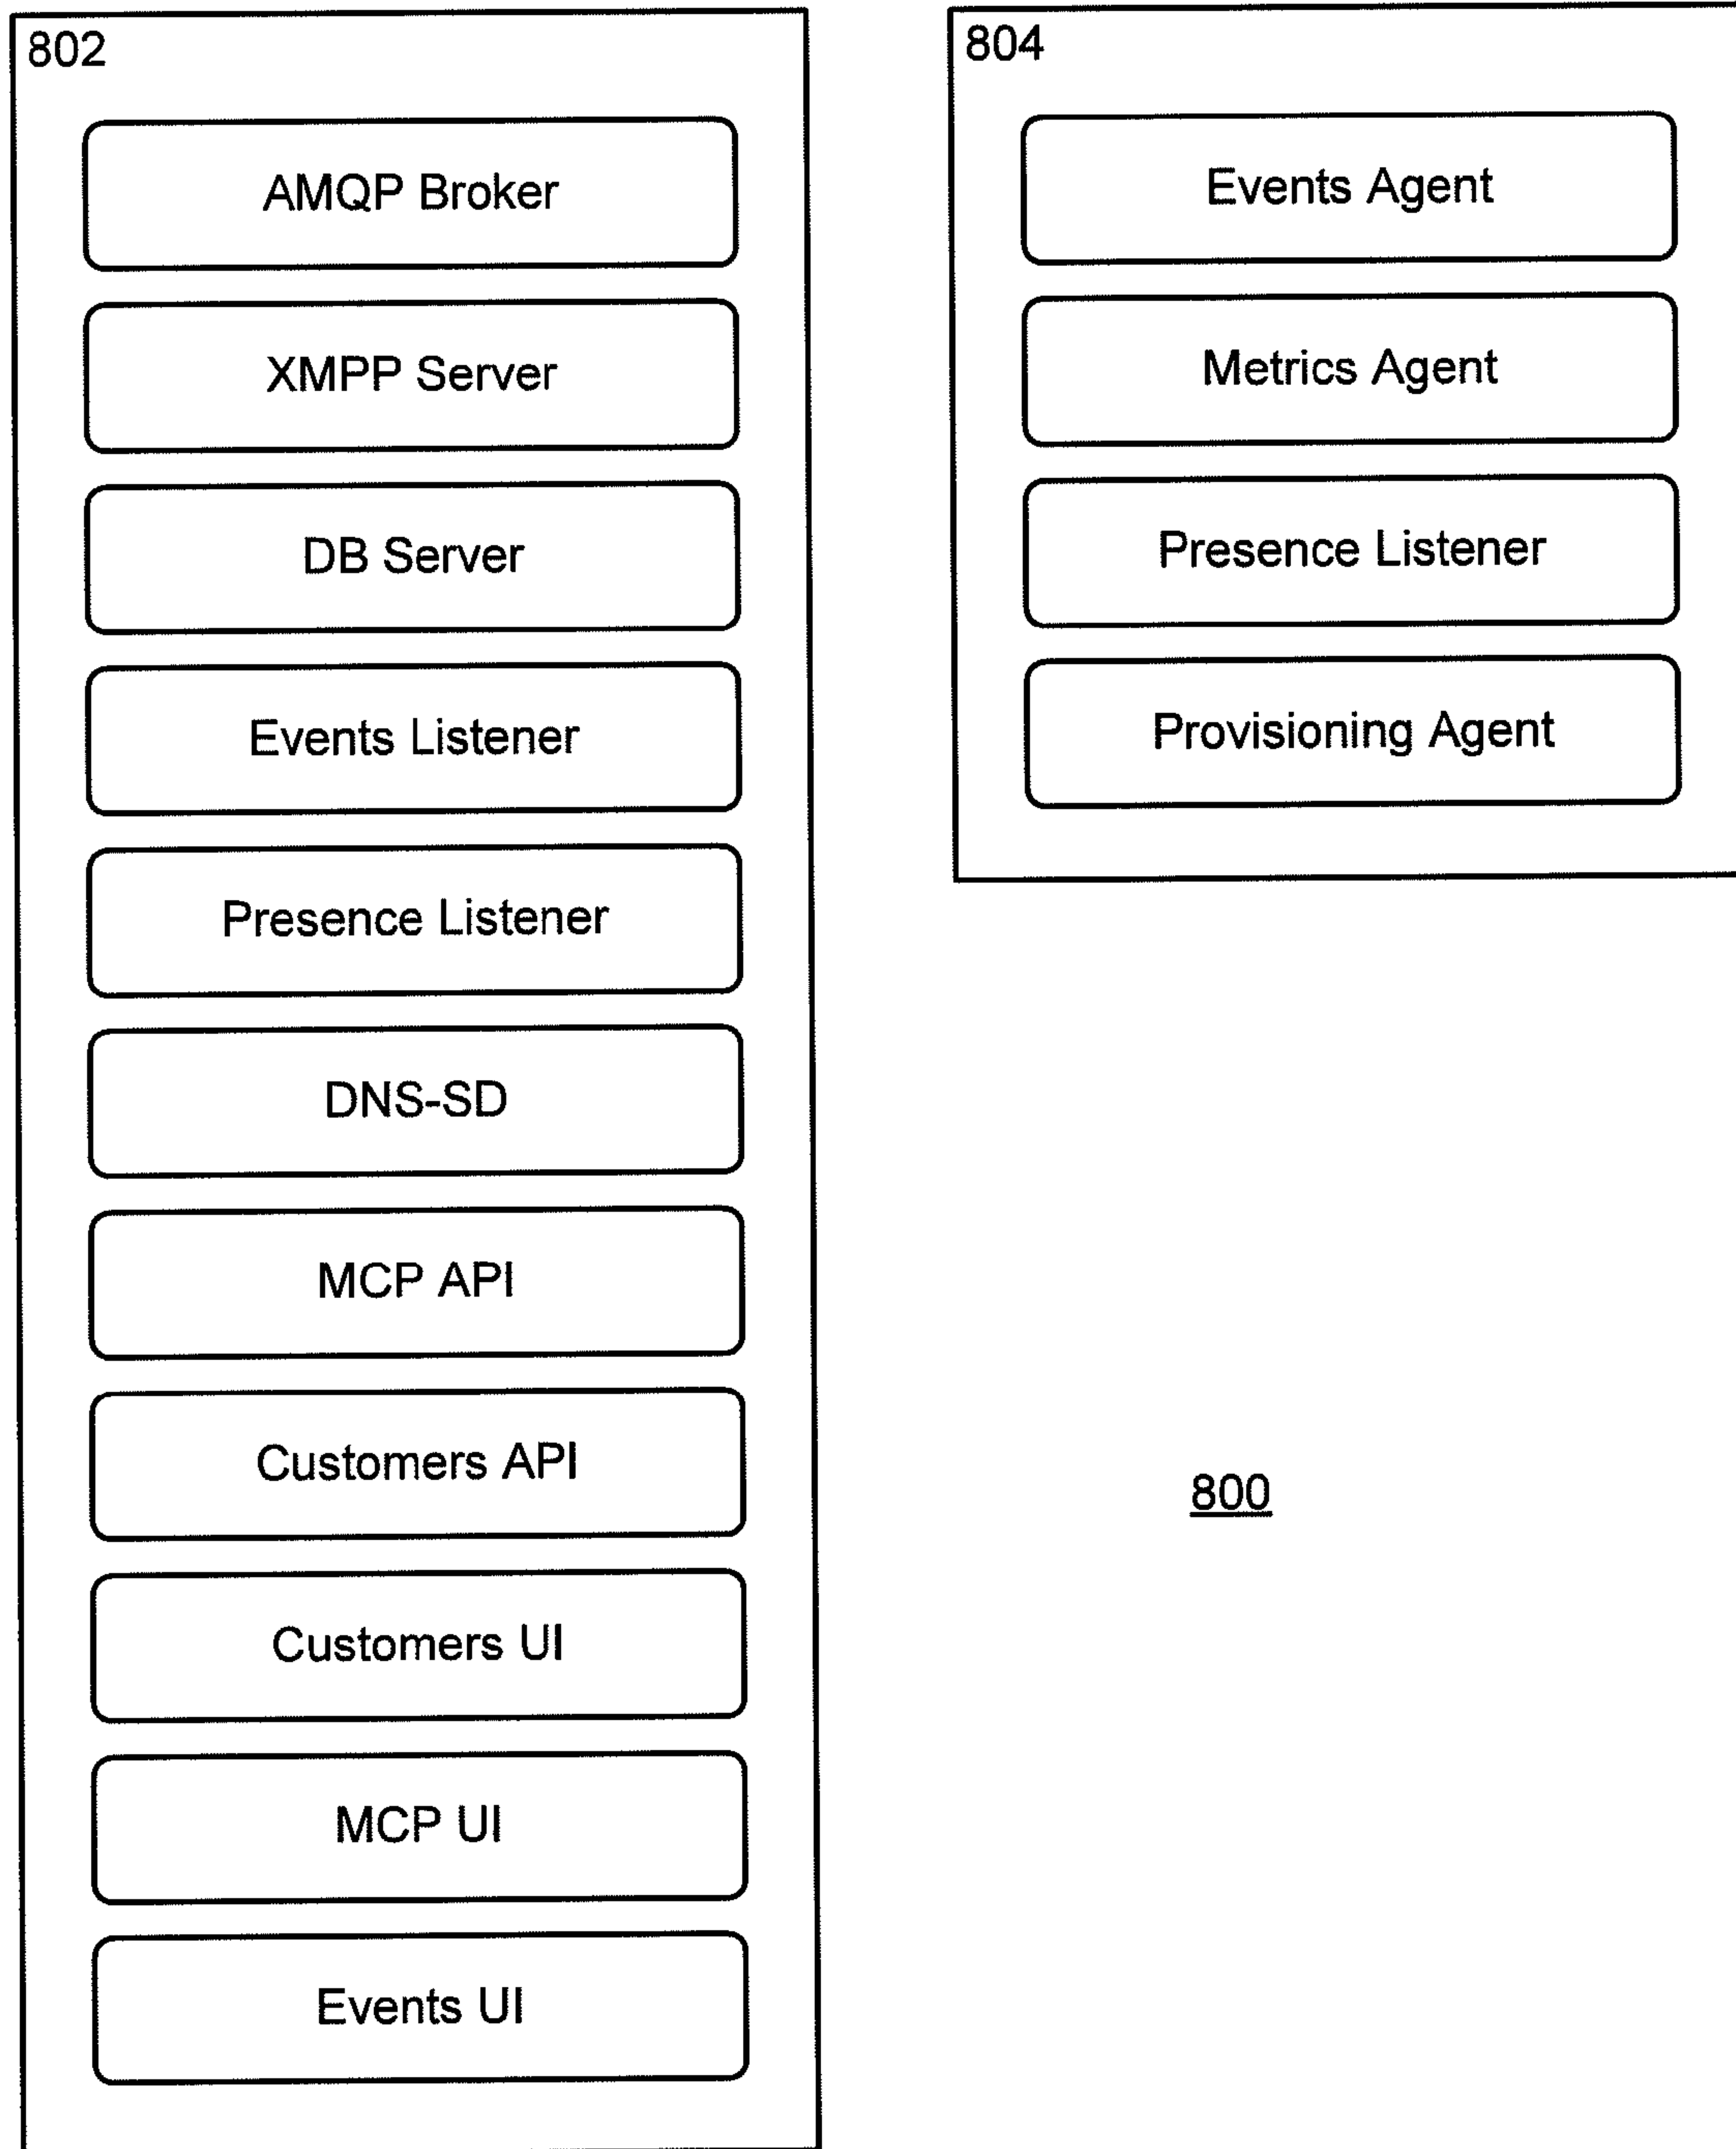 802
AMQP Broker
XMPP Server
DB Server
Events Listener
Presence Listener
DNS-SD
MCP API
Customers API
Customers UI
MCP UI
Events UI
804
Events Agent
Metrics Agent
Presence Listener
Provisioning Agent
800